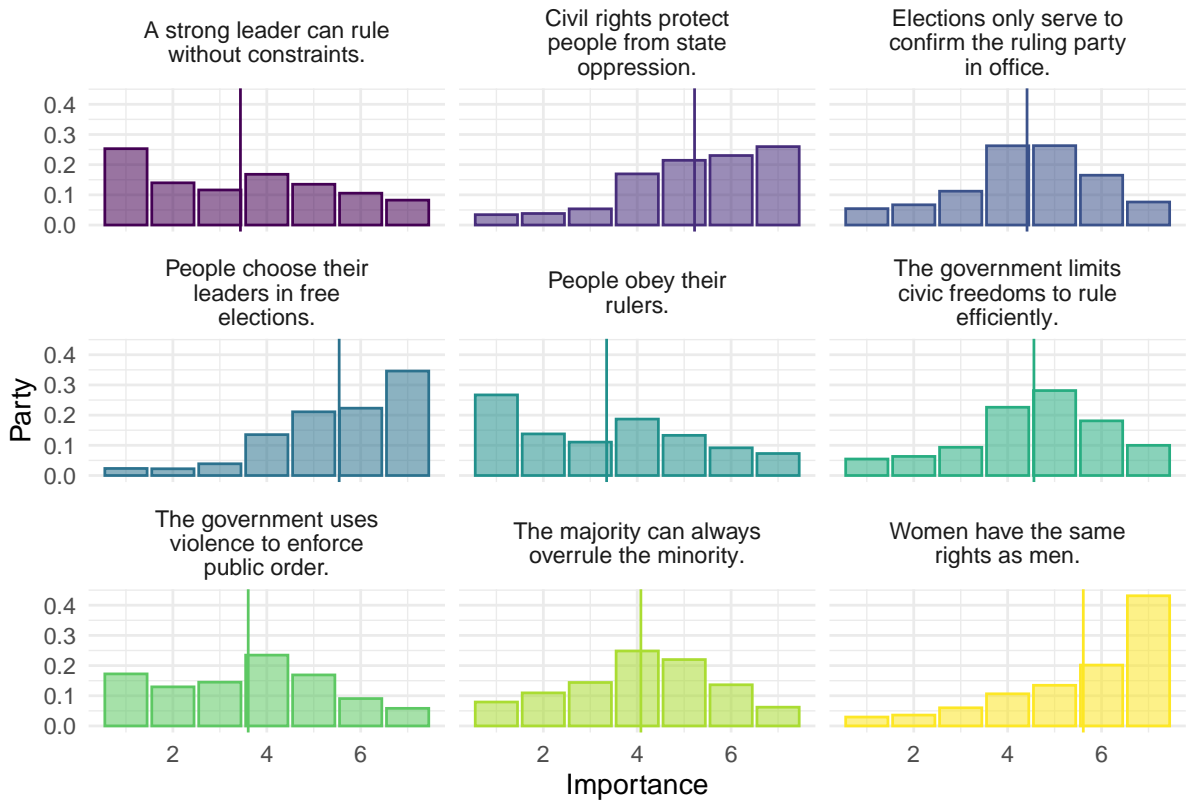 A strong leader can rule
without constraints.
Civil rights protect
people from state
oppression.
Elections only serve to
confirm the ruling party
in office.
0.4
0.3
0.2
0.1
0.0
People choose their
leaders in free
elections.
People obey their
rulers.
The government limits
civic freedoms to rule
efficiently.
0.4
0.3
0.2
0.1
0.0
Party
The government uses
violence to enforce
public order.
The majority can always
overrule the minority.
Women have the same
rights as men.
0.4
0.3
0.2
0.1
0.0
2 4 6 2 4 6 2 4 6
Importance